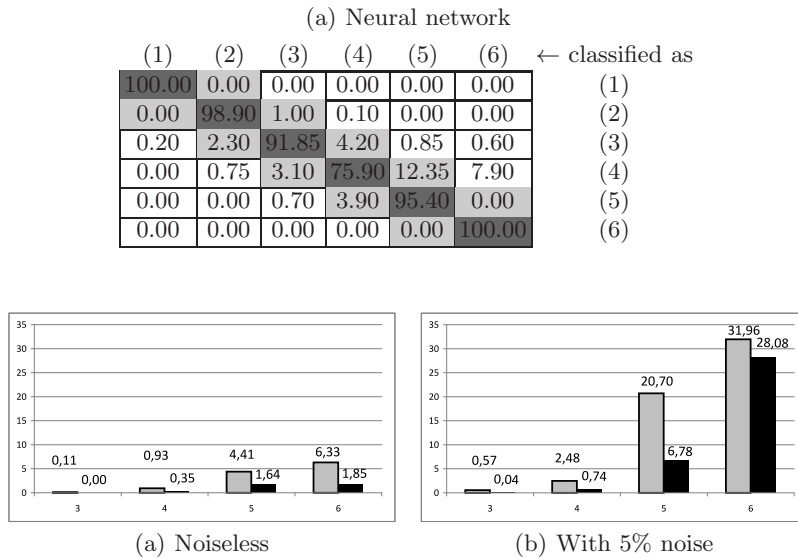 (a) Neural network
(1) (2) (3) (4) (5) (6) ← classified as
100.00 0.00 0.00 0.00 0.00 0.00 (1)
0.00 98.90 1.00 0.10 0.00 0.00 (2)
0.20 2.30 91.85 4.20 0.85 0.60 (3)
0.00 0.75 3.10 75.90 12.35 7.90 (4)
0.00 0.00 0.70 3.90 95.40 0.00 (5)
0.00 0.00 0.00 0.00 0.00 100.00 (6)
35
30
25
20
15
10
5
0
0,11
0,00
0,93
0,35
4,41
1,64
6,33
1,85
3 4 5 6
(a) Noiseless
35
30
25
20
15
10
5
0
0,57
0,04
2,48
0,74
20,70
6,78
31,96
28,08
3 4 5 6
(b) With 5% noise